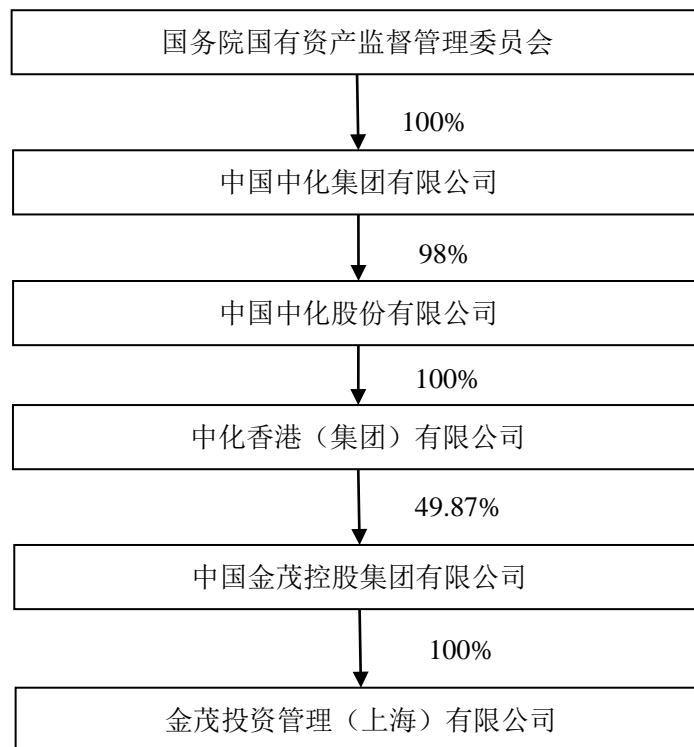 国务院国有资产监督管理委员会
100%
中国中化集团有限公司
98%
中国中化股份有限公司
100%
中化香港（集团）有限公司
49.87%
中国金茂控股集团有限公司
100%
金茂投资管理（上海）有限公司